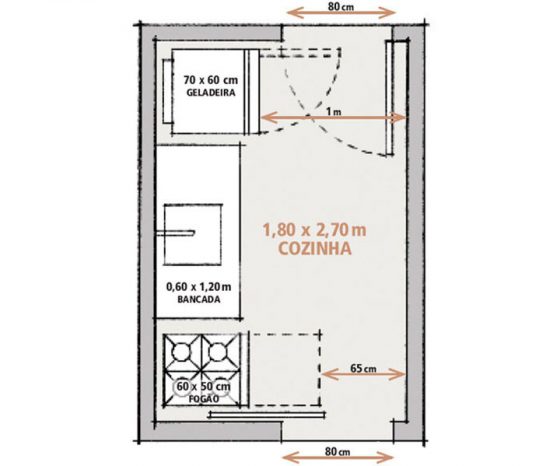 80 cm
70 x 60 cm
GELADEIRA
1 m
1,80 x 2,70 m
COZINHA
0,60 x 1,20 m
BANCADA
65 cm
60 x 50 cm
FOGÃO
80 cm